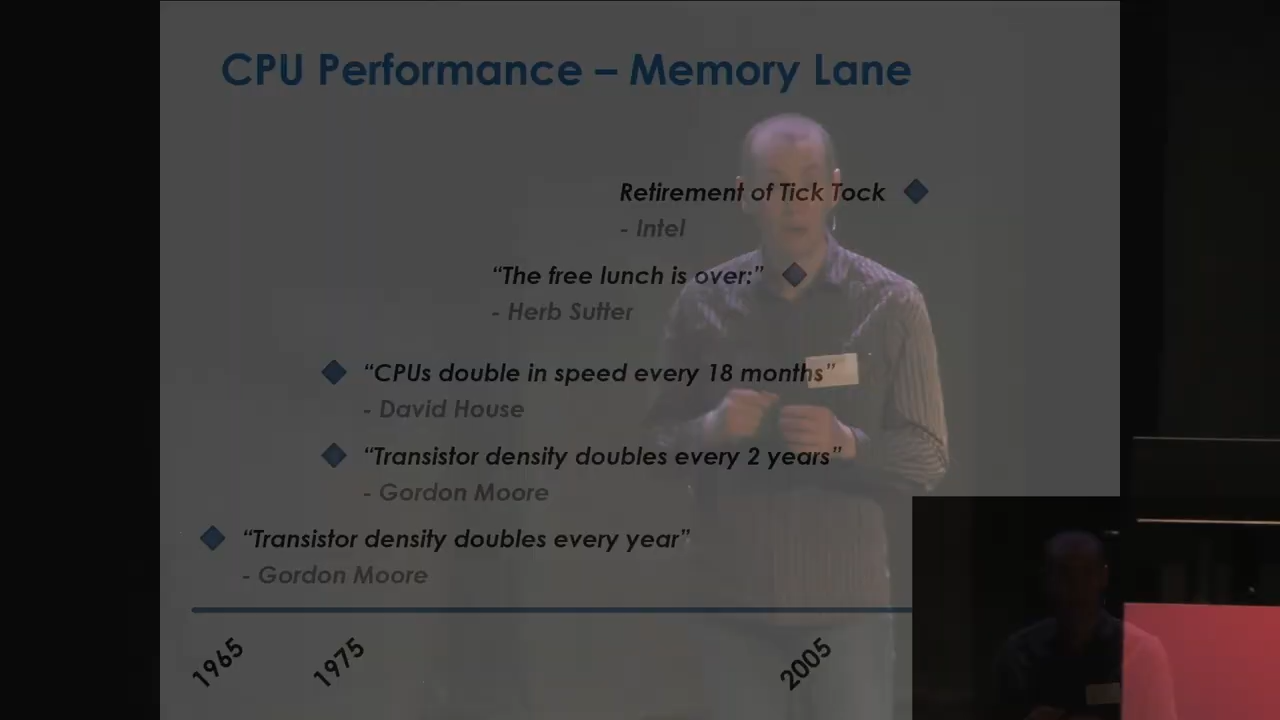 CPU Performance – Memory Lane
Retirement of Tick Tock
- Intel
“The free lunch is over:”
- Herb Sutter
“CPUs double in speed every 18 months”
- David House
“Transistor density doubles every 2 years”
- Gordon Moore
“Transistor density doubles every year”
- Gordon Moore
1965
1975
2005